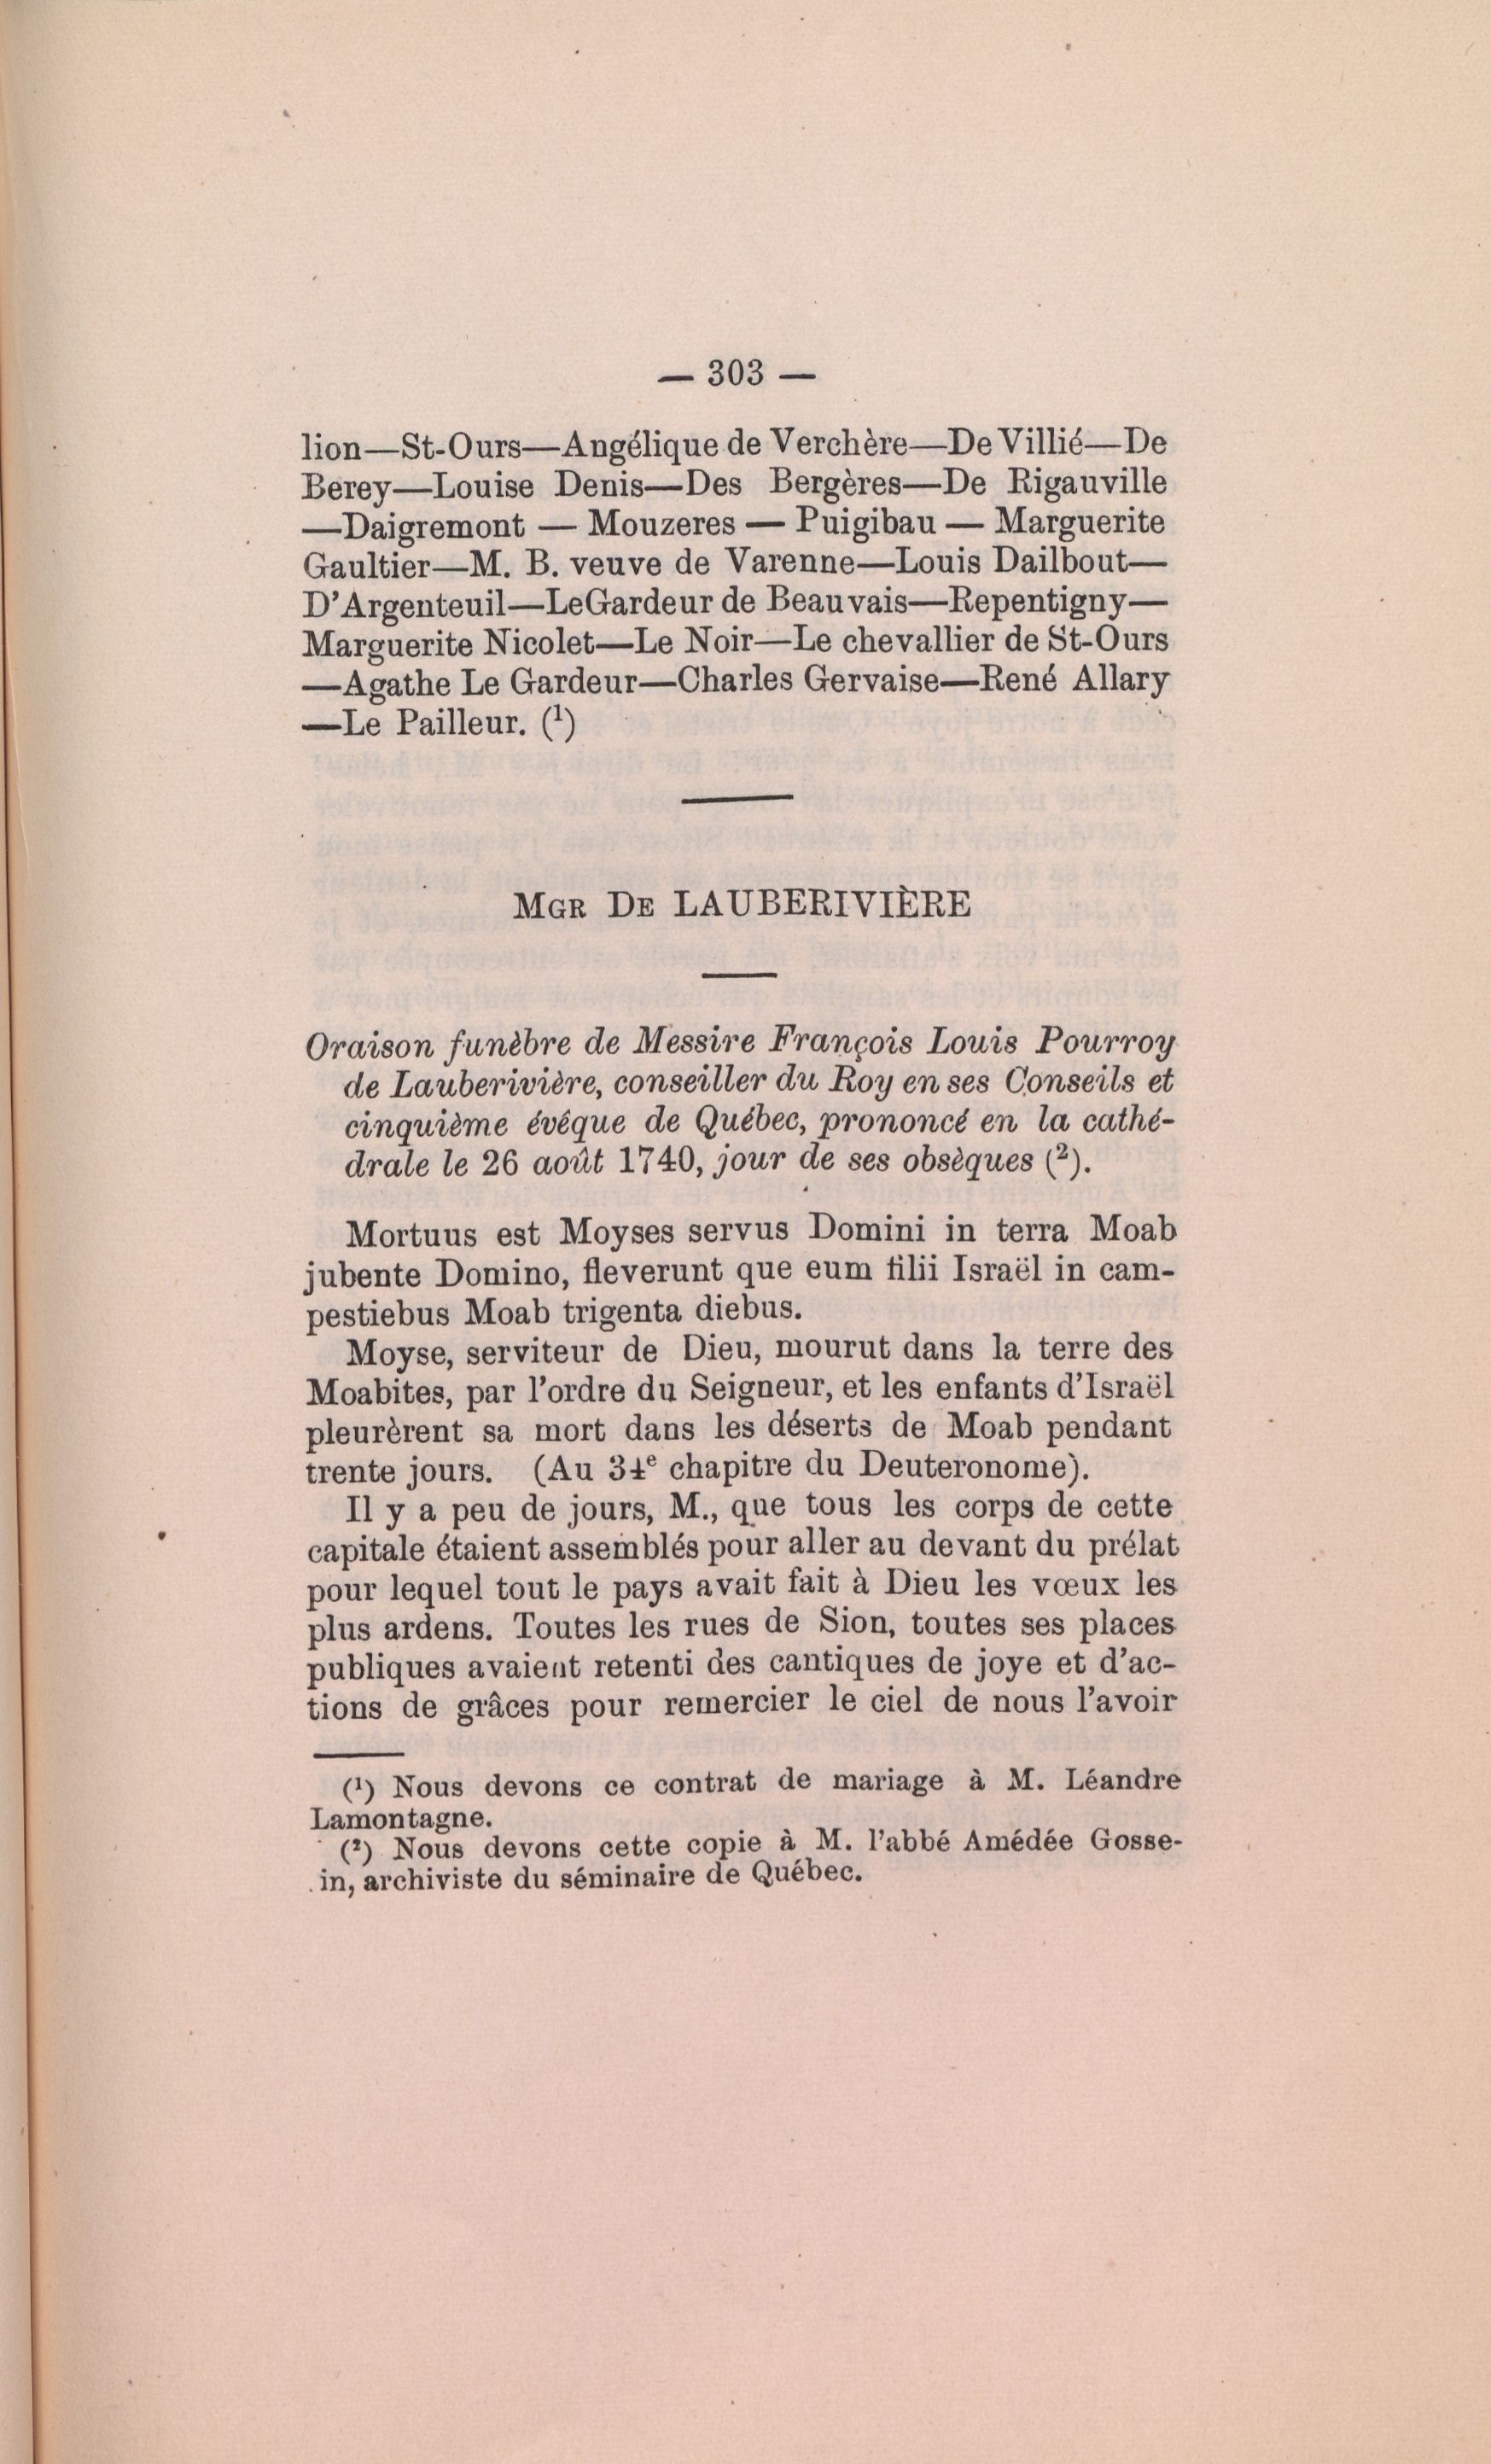 — 303 —
lion—St-Ours—Angélique de Verchère—De Villié—De
Berey—Louise Denis—Des Bergères—De Rigauville
—Daigremont — Mouzeres — Puigibau — Marguerite
Gaultier—M. B. veuve de Varenne—Louis Dailbout—
D'Argenteuil—LeGardeur de Beauvais—Repentigny—
Marguerite Nicolet—Le Noir—Le chevallier de St-Ours
—Agathe Le Gardeur—Charles Gervaise—René Allary
—Le Pailleur. (¹)
MGR DE LAUBERIVIÈRE
Oraison funèbre de Messire François Louis Pourroy
de Lauberivière, conseiller du Roy en ses Conseils et
cinquième évêque de Québec, prononcé en la cathé-
drale le 26 août 1740, jour de ses obsèques (²).
Mortuus est Moyses servus Domini in terra Moab
jubente Domino, fleverunt que eum filii Israël in cam-
pestiebus Moab trigenta diebus.
Moyse, serviteur de Dieu, mourut dans la terre des
Moabites, par l'ordre du Seigneur, et les enfants d'Israël
pleurèrent sa mort dans les déserts de Moab pendant
trente jours. (Au 34e chapitre du Deuteronome).
Il y a peu de jours, M., que tous les corps de cette
capitale étaient assemblés pour aller au devant du prélat
pour lequel tout le pays avait fait à Dieu les vœux les
plus ardens. Toutes les rues de Sion, toutes ses places
publiques avaient retenti des cantiques de joye et d'ac-
tions de grâces pour remercier le ciel de nous l'avoir
(¹) Nous devons ce contrat de mariage à M. Léandre
Lamontagne.
(²) Nous devons cette copie à M. l'abbé Amédée Gosse-
in, archiviste du séminaire de Québec.